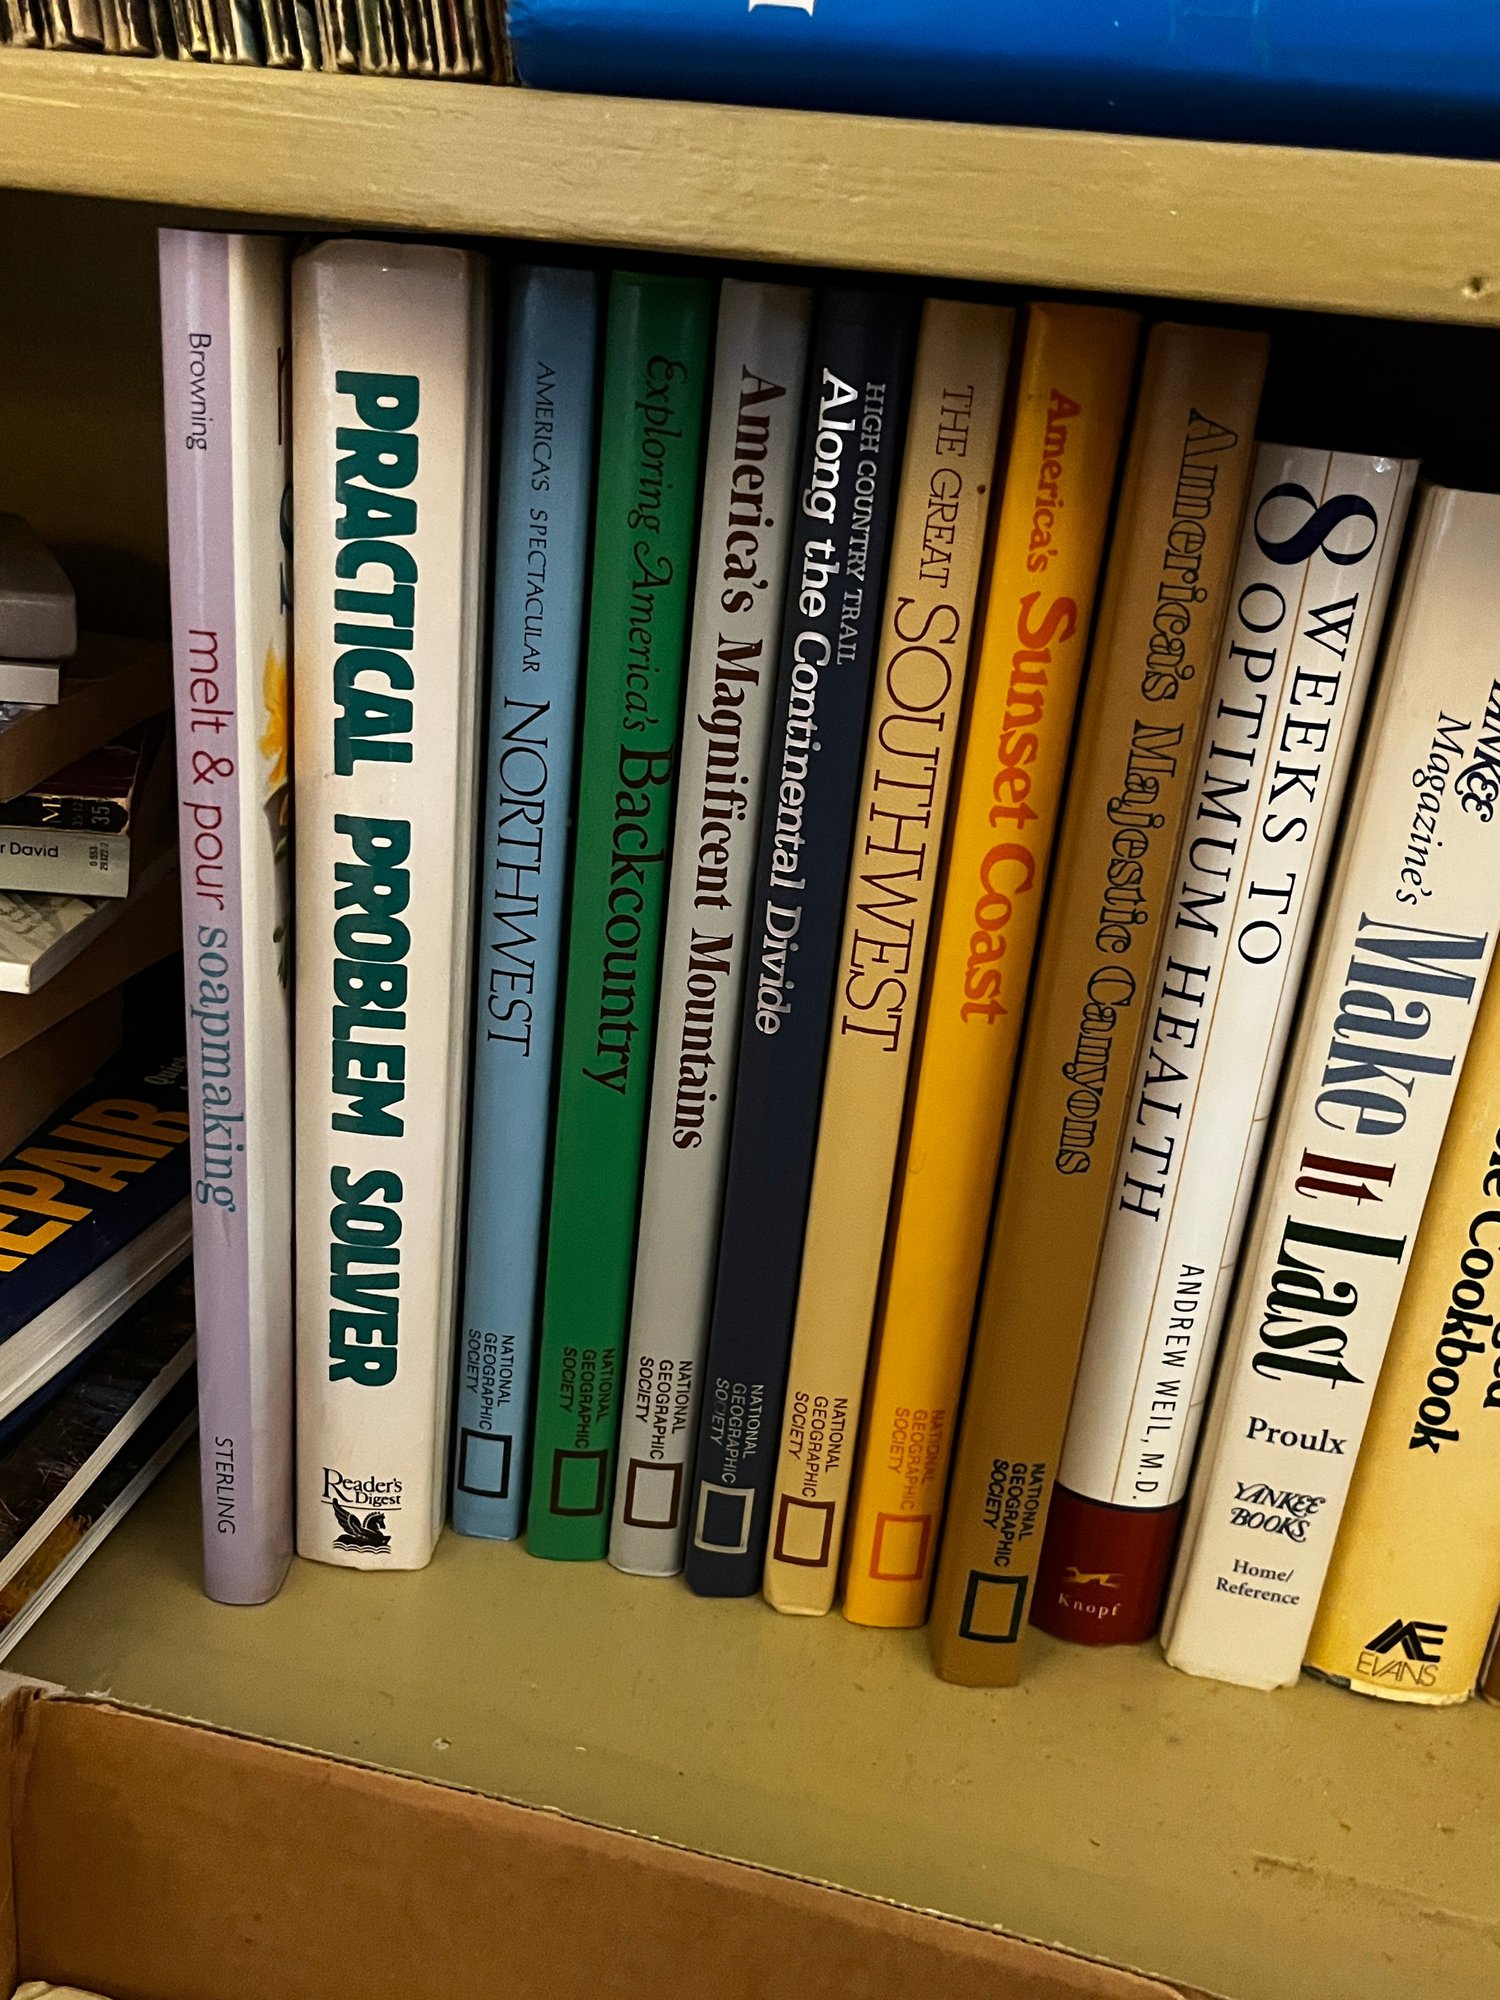 Browning
melt & pour soapmaking
STERLING
PRACTICAL PROBLEM SOLVER
Reader's
Digest
AMERICA'S SPECTACULAR NORTHWEST
NATIONAL
GEOGRAPHIC
SOCIETY
Exploring America's Backcountry
NATIONAL
GEOGRAPHIC
SOCIETY
America's Magnificent Mountains
NATIONAL
GEOGRAPHIC
SOCIETY
HIGH COUNTRY TRAIL
Along the Continental Divide
NATIONAL
GEOGRAPHIC
SOCIETY
THE GREAT SOUTHWEST
NATIONAL
GEOGRAPHIC
SOCIETY
America's Sunset Coast
NATIONAL
GEOGRAPHIC
SOCIETY
America's Majestic Canyons
NATIONAL
GEOGRAPHIC
SOCIETY
8 WEEKS TO
OPTIMUM HEALTH
ANDREW WEIL, M.D.
Knopf
Magazine's
Make It Last
Proulx
YANKEE
BOOKS
Home/
Reference
Cookbook
EVANS
r David
EPAIR